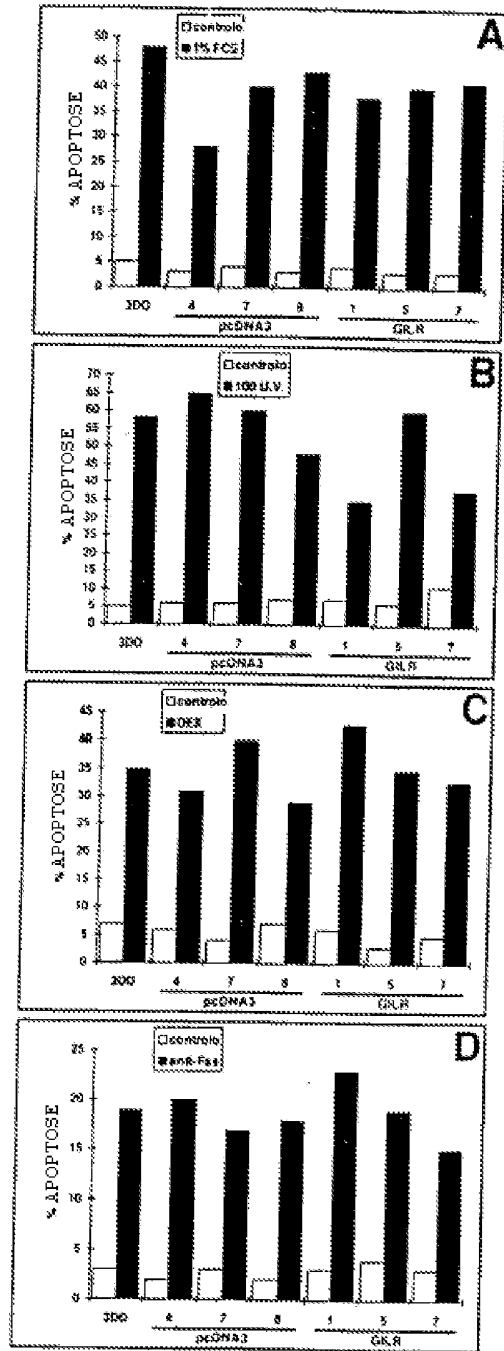 A
controlo
1% FCS
% APOPTOSE
50
45
40
35
30
25
20
15
10
5
0
3DO 4 7 8 1 5 7
pcDNA3 GILR
B
controlo
100 U.V.
% APOPTOSE
70
65
60
55
50
45
40
35
30
25
20
15
10
5
0
3DO 4 7 8 1 5 7
pcDNA3 GILR
C
controlo
DEX
% APOPTOSE
45
40
35
30
25
20
15
10
5
0
3DO 4 7 8 1 5 7
pcDNA3 GILR
D
controlo
anti-Fas
% APOPTOSE
25
20
15
10
5
0
3DO 4 7 8 1 5 7
pcDNA3 GILR